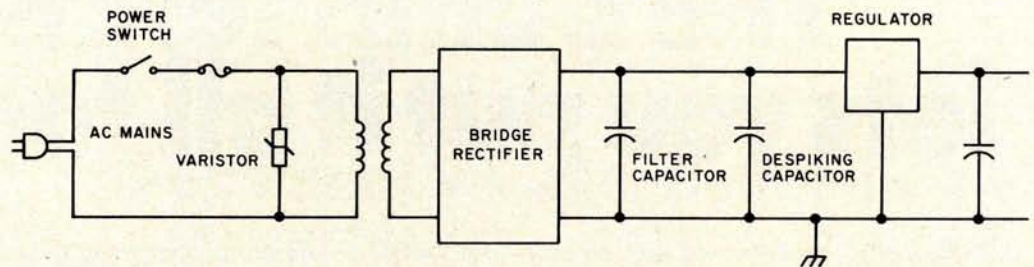 POWER
SWITCH
REGULATOR
AC MAINS
VARISTOR
BRIDGE
RECTIFIER
FILTER
CAPACITOR
DESPIKING
CAPACITOR